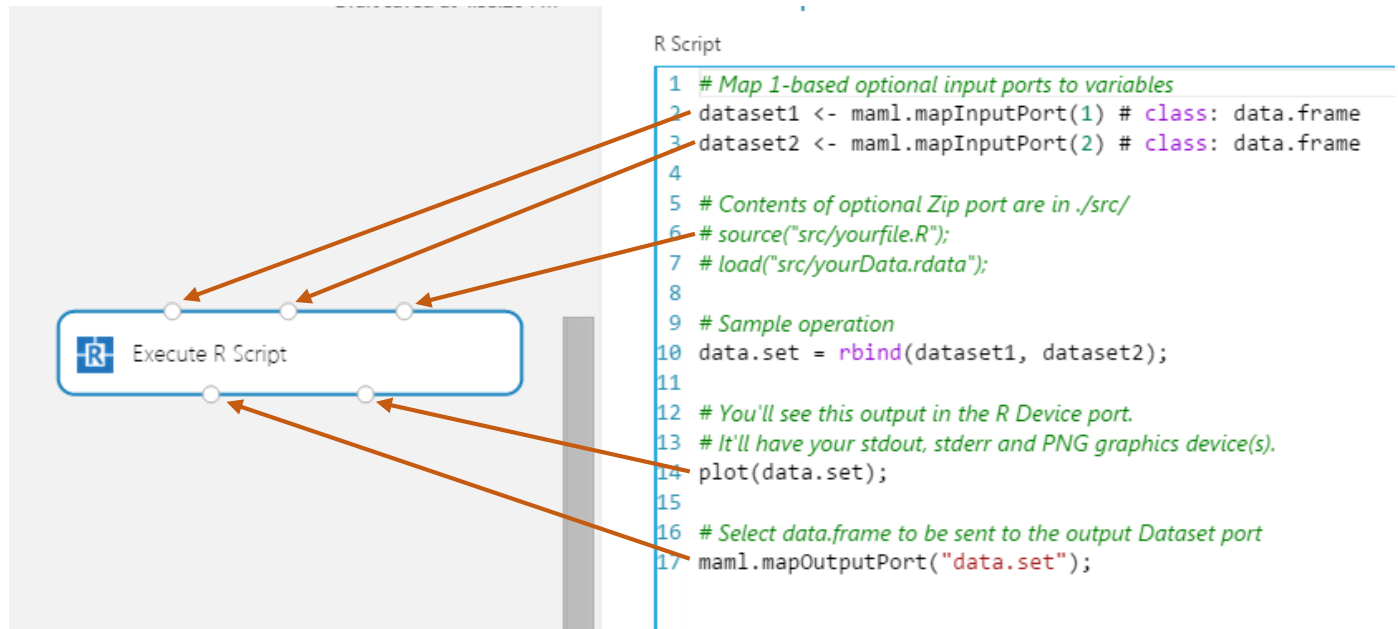 R Script
1 # Map 1-based optional input ports to variables
2 dataset1 <- maml.mapInputPort(1) # class: data.frame
3 dataset2 <- maml.mapInputPort(2) # class: data.frame
4
5 # Contents of optional Zip port are in ./src/
6 # source("src/yourfile.R");
7 # load("src/yourData.rdata");
8
9 # Sample operation
10 data.set = rbind(dataset1, dataset2);
11
12 # You'll see this output in the R Device port.
13 # It'll have your stdout, stderr and PNG graphics device(s).
14 plot(data.set);
15
16 # Select data.frame to be sent to the output Dataset port
17 maml.mapOutputPort("data.set");
R Execute R Script